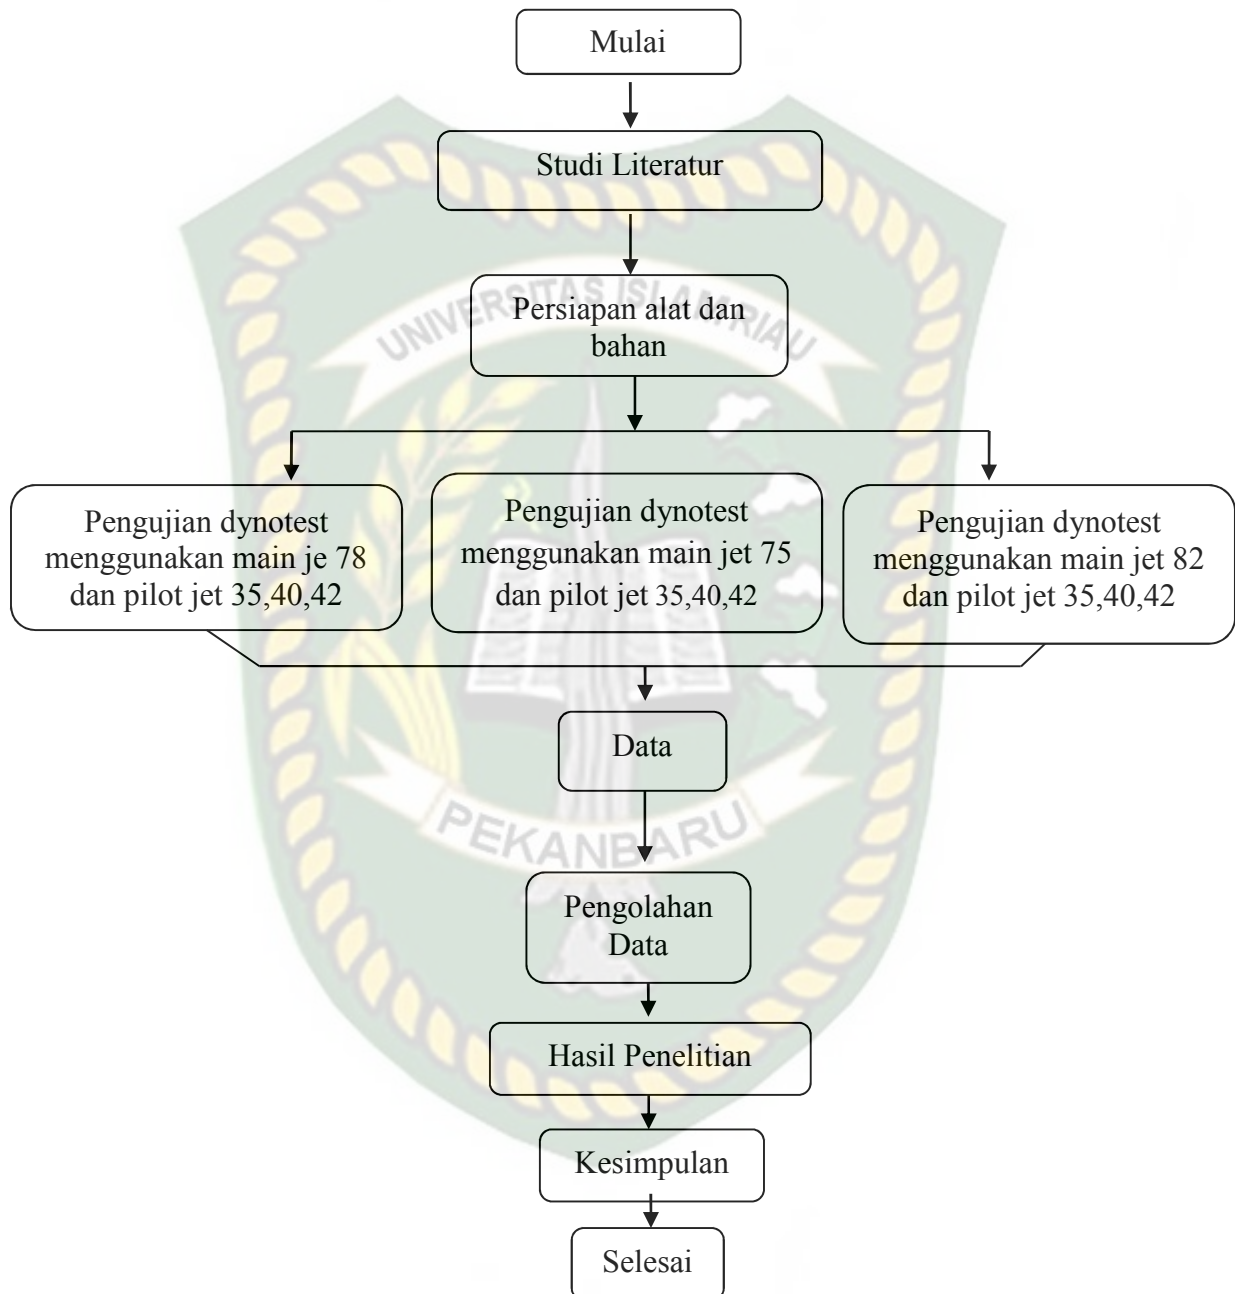 Mulai
Studi Literatur
UNIVERSITAS ISLAM RIAU
Persiapan alat dan
bahan
Pengujian dynotest
menggunakan main je 78
dan pilot jet 35,40,42
Pengujian dynotest
menggunakan main jet 75
dan pilot jet 35,40,42
Pengujian dynotest
menggunakan main jet 82
dan pilot jet 35,40,42
Data
PEKANBARU
Pengolahan
Data
Hasil Penelitian
Kesimpulan
Selesai